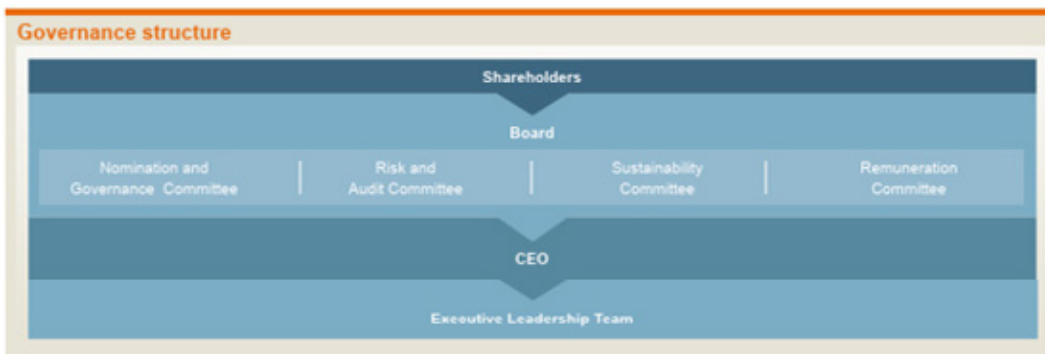 Governance structure
Shareholders
Board
Nomination and
Governance Committee
Risk and
Audit Committee
Sustainability
Committee
Remuneration
Committee
CEO
Executive Leadership Team